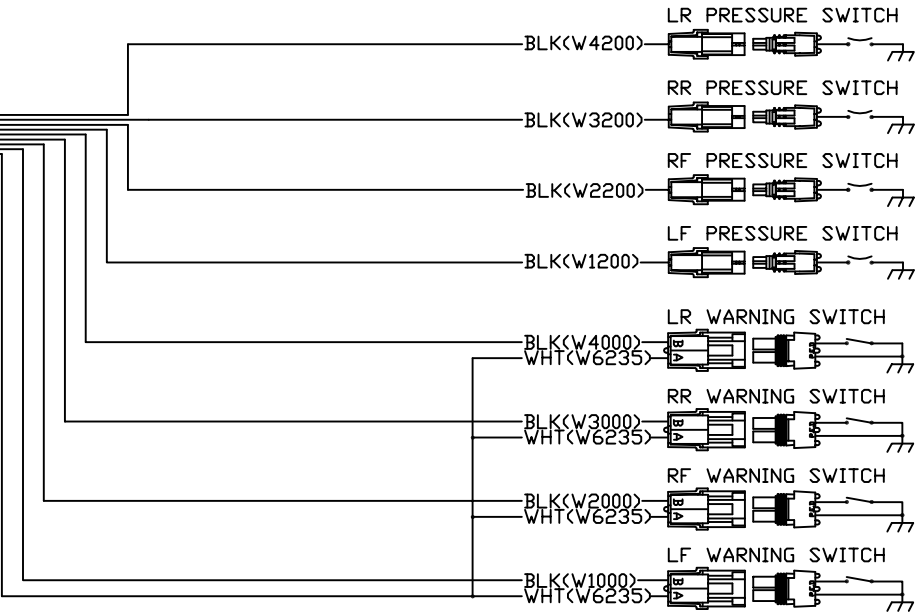 LR PRESSURE SWITCH
BLK(W4200)
RR PRESSURE SWITCH
BLK(W3200)
RF PRESSURE SWITCH
BLK(W2200)
LF PRESSURE SWITCH
BLK(W1200)
LR WARNING SWITCH
BLK(W4000) B
WHT(W6235) A
RR WARNING SWITCH
BLK(W3000) B
WHT(W6235) A
RF WARNING SWITCH
BLK(W2000) B
WHT(W6235) A
LF WARNING SWITCH
BLK(W1000) B
WHT(W6235) A